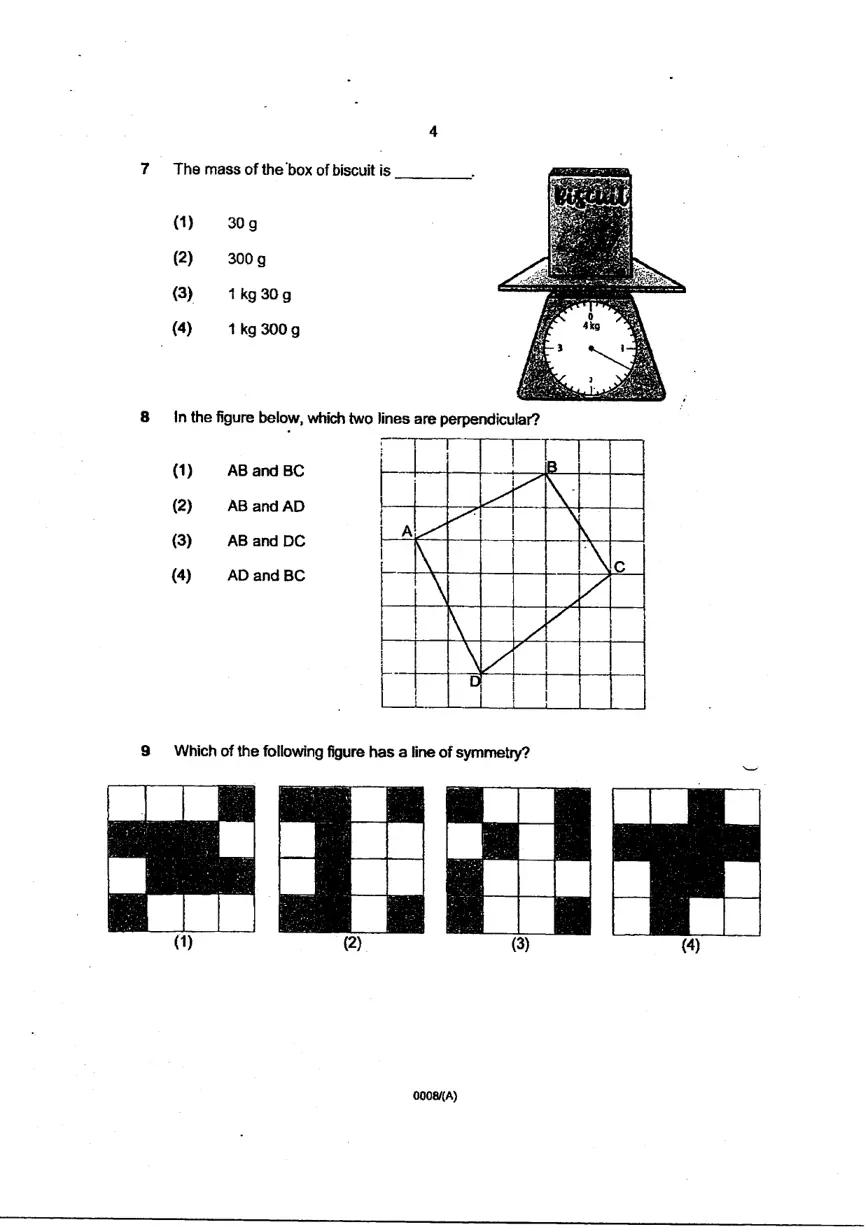 4
7 The mass of the box of biscuit is ________.
(1) 30 g
(2) 300 g
(3) 1 kg 30 g
(4) 1 kg 300 g
Biscuit
0
4 kg
3 1
2
8 In the figure below, which two lines are perpendicular?
(1) AB and BC
(2) AB and AD
(3) AB and DC
(4) AD and BC
B
A
C
D
9 Which of the following figure has a line of symmetry?
(1) (2) (3) (4)
0008/(A)